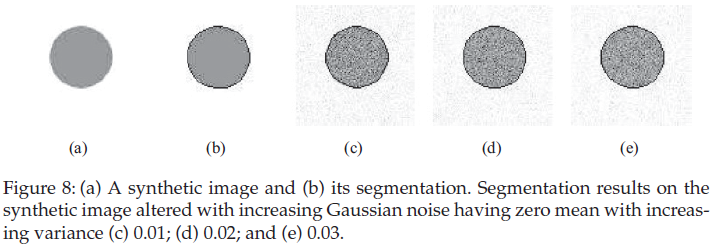 (a) (b) (c) (d) (e)
Figure 8: (a) A synthetic image and (b) its segmentation. Segmentation results on the
synthetic image altered with increasing Gaussian noise having zero mean with increas-
ing variance (c) 0.01; (d) 0.02; and (e) 0.03.